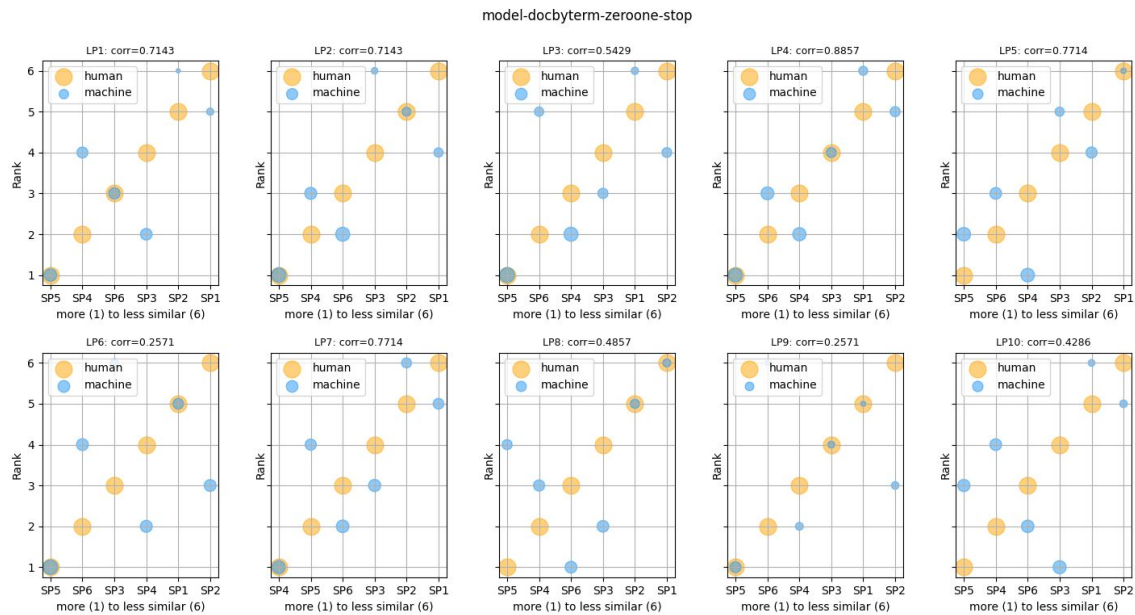 model-docbyterm-zeroone-stop
LP1: corr=0.7143
human
machine
Rank
6
5
4
3
2
1
SP5 SP4 SP6 SP3 SP2 SP1
more (1) to less similar (6)
LP2: corr=0.7143
human
machine
Rank
SP5 SP4 SP6 SP3 SP2 SP1
more (1) to less similar (6)
LP3: corr=0.5429
human
machine
Rank
SP5 SP6 SP4 SP3 SP1 SP2
more (1) to less similar (6)
LP4: corr=0.8857
human
machine
Rank
SP5 SP6 SP4 SP3 SP1 SP2
more (1) to less similar (6)
LP5: corr=0.7714
human
machine
Rank
SP5 SP6 SP4 SP3 SP2 SP1
more (1) to less similar (6)
LP6: corr=0.2571
human
machine
Rank
6
5
4
3
2
1
SP5 SP6 SP3 SP4 SP1 SP2
more (1) to less similar (6)
LP7: corr=0.7714
human
machine
Rank
SP4 SP5 SP6 SP3 SP2 SP1
more (1) to less similar (6)
LP8: corr=0.4857
human
machine
Rank
SP5 SP4 SP6 SP3 SP2 SP1
more (1) to less similar (6)
LP9: corr=0.2571
human
machine
Rank
SP5 SP6 SP4 SP3 SP1 SP2
more (1) to less similar (6)
LP10: corr=0.4286
human
machine
Rank
SP5 SP4 SP6 SP3 SP1 SP2
more (1) to less similar (6)